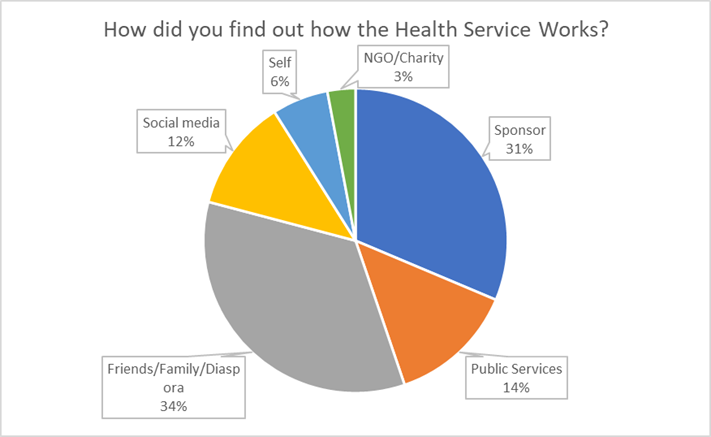 How did you find out how the Health Service Works?
Self
6%
NGO/Charity
3%
Social media
12%
Sponsor
31%
Friends/Family/Diasp
ora
34%
Public Services
14%